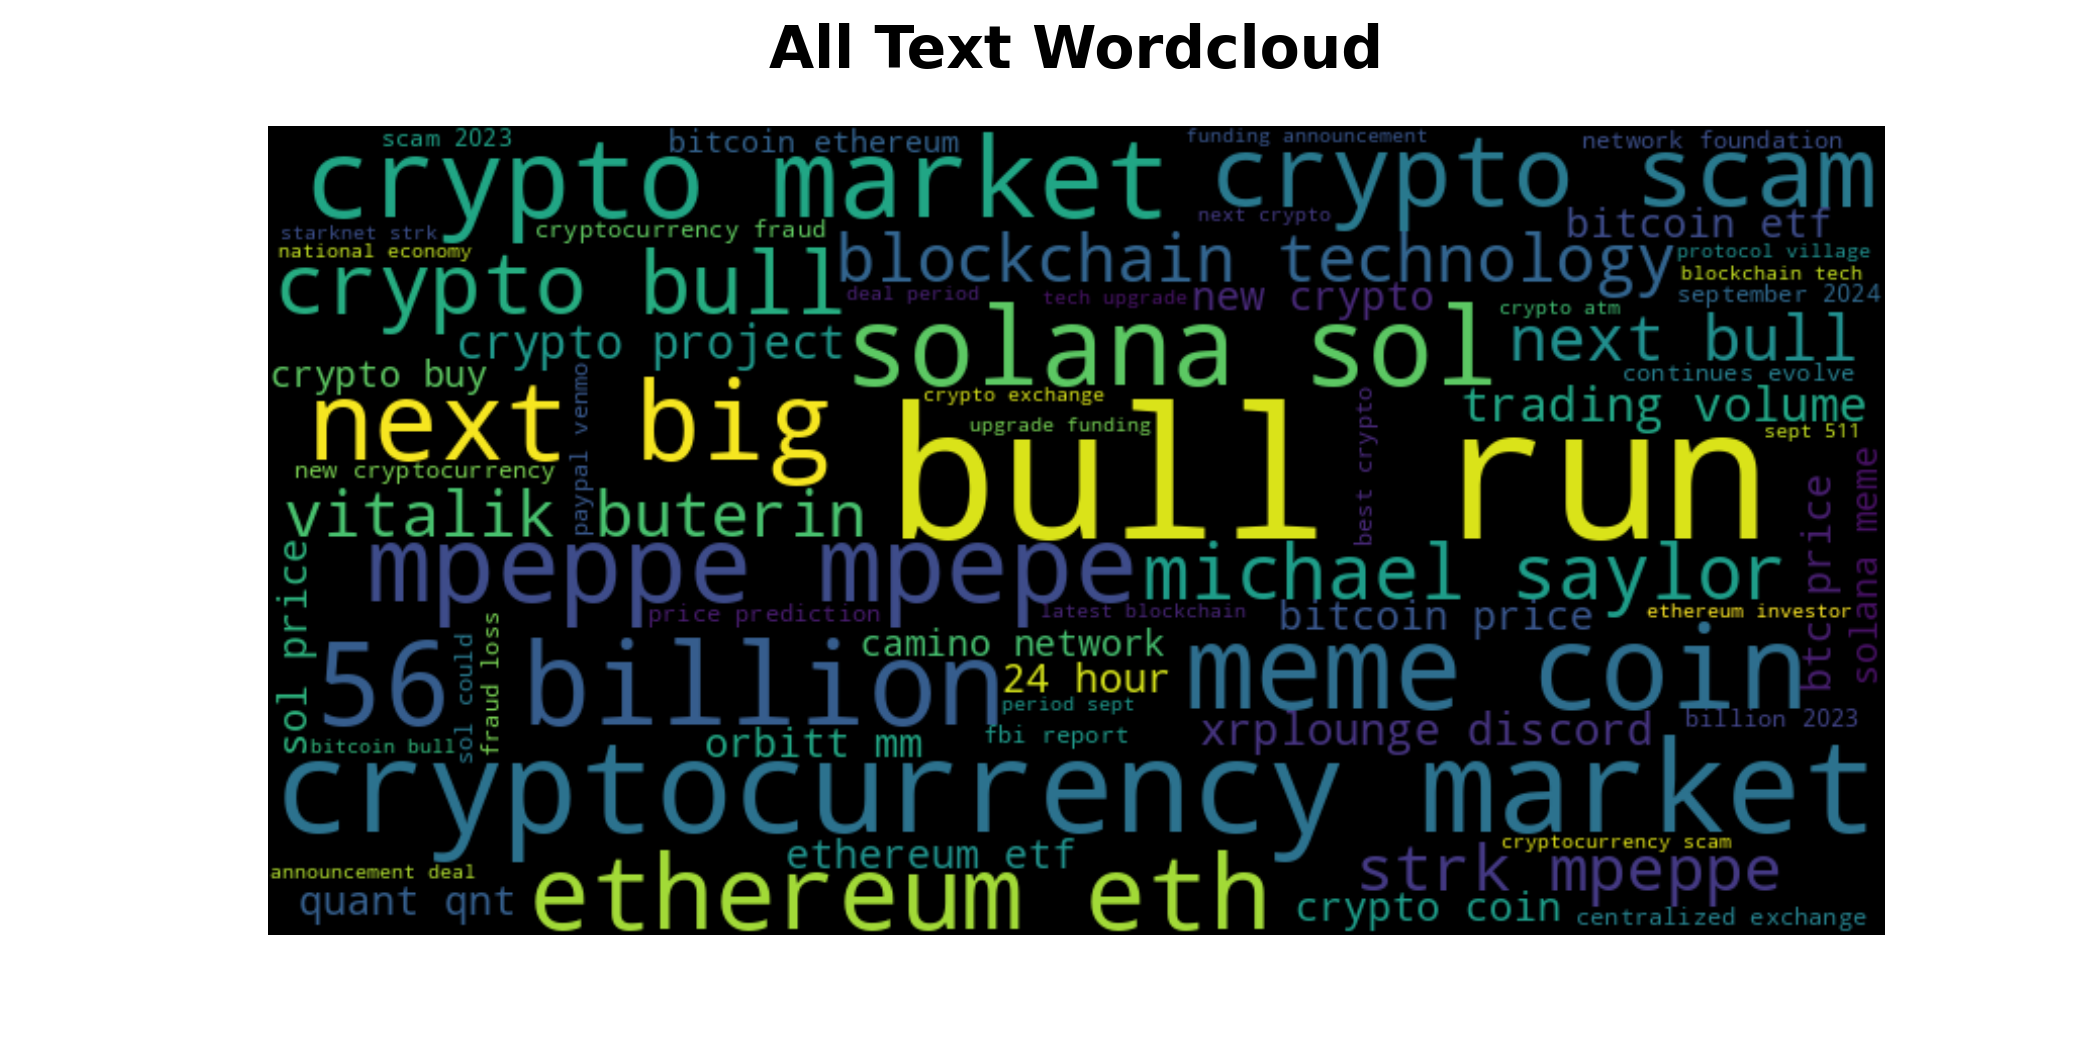 All Text Wordcloud
scam 2023
bitcoin ethereum
funding announcement
network foundation
crypto market
crypto scam
next crypto
bitcoin etf
starknet strk
cryptocurrency fraud
national economy
blockchain technology
protocol village
blockchain tech
crypto bull
deal period
tech upgrade
new crypto
september 2024
crypto atm
crypto project
solana sol
next bull
crypto buy
continues evolve
paypal venmo
next big
crypto exchange
best crypto
trading volume
upgrade funding
bull run
sept 511
new cryptocurrency
vitalik buterin
btc price
solana meme
sol price
mpeppe mpepe
michael saylor
price prediction
latest blockchain
bitcoin price
ethereum investor
56 billion
sol could
fraud loss
camino network
24 hour
meme coin
period sept
bitcoin bull
orbitt mm
fbi report
xrplounge discord
billion 2023
cryptocurrency market
cryptocurrency scam
ethereum etf
strk mpeppe
announcement deal
quant qnt
ethereum eth
crypto coin
centralized exchange